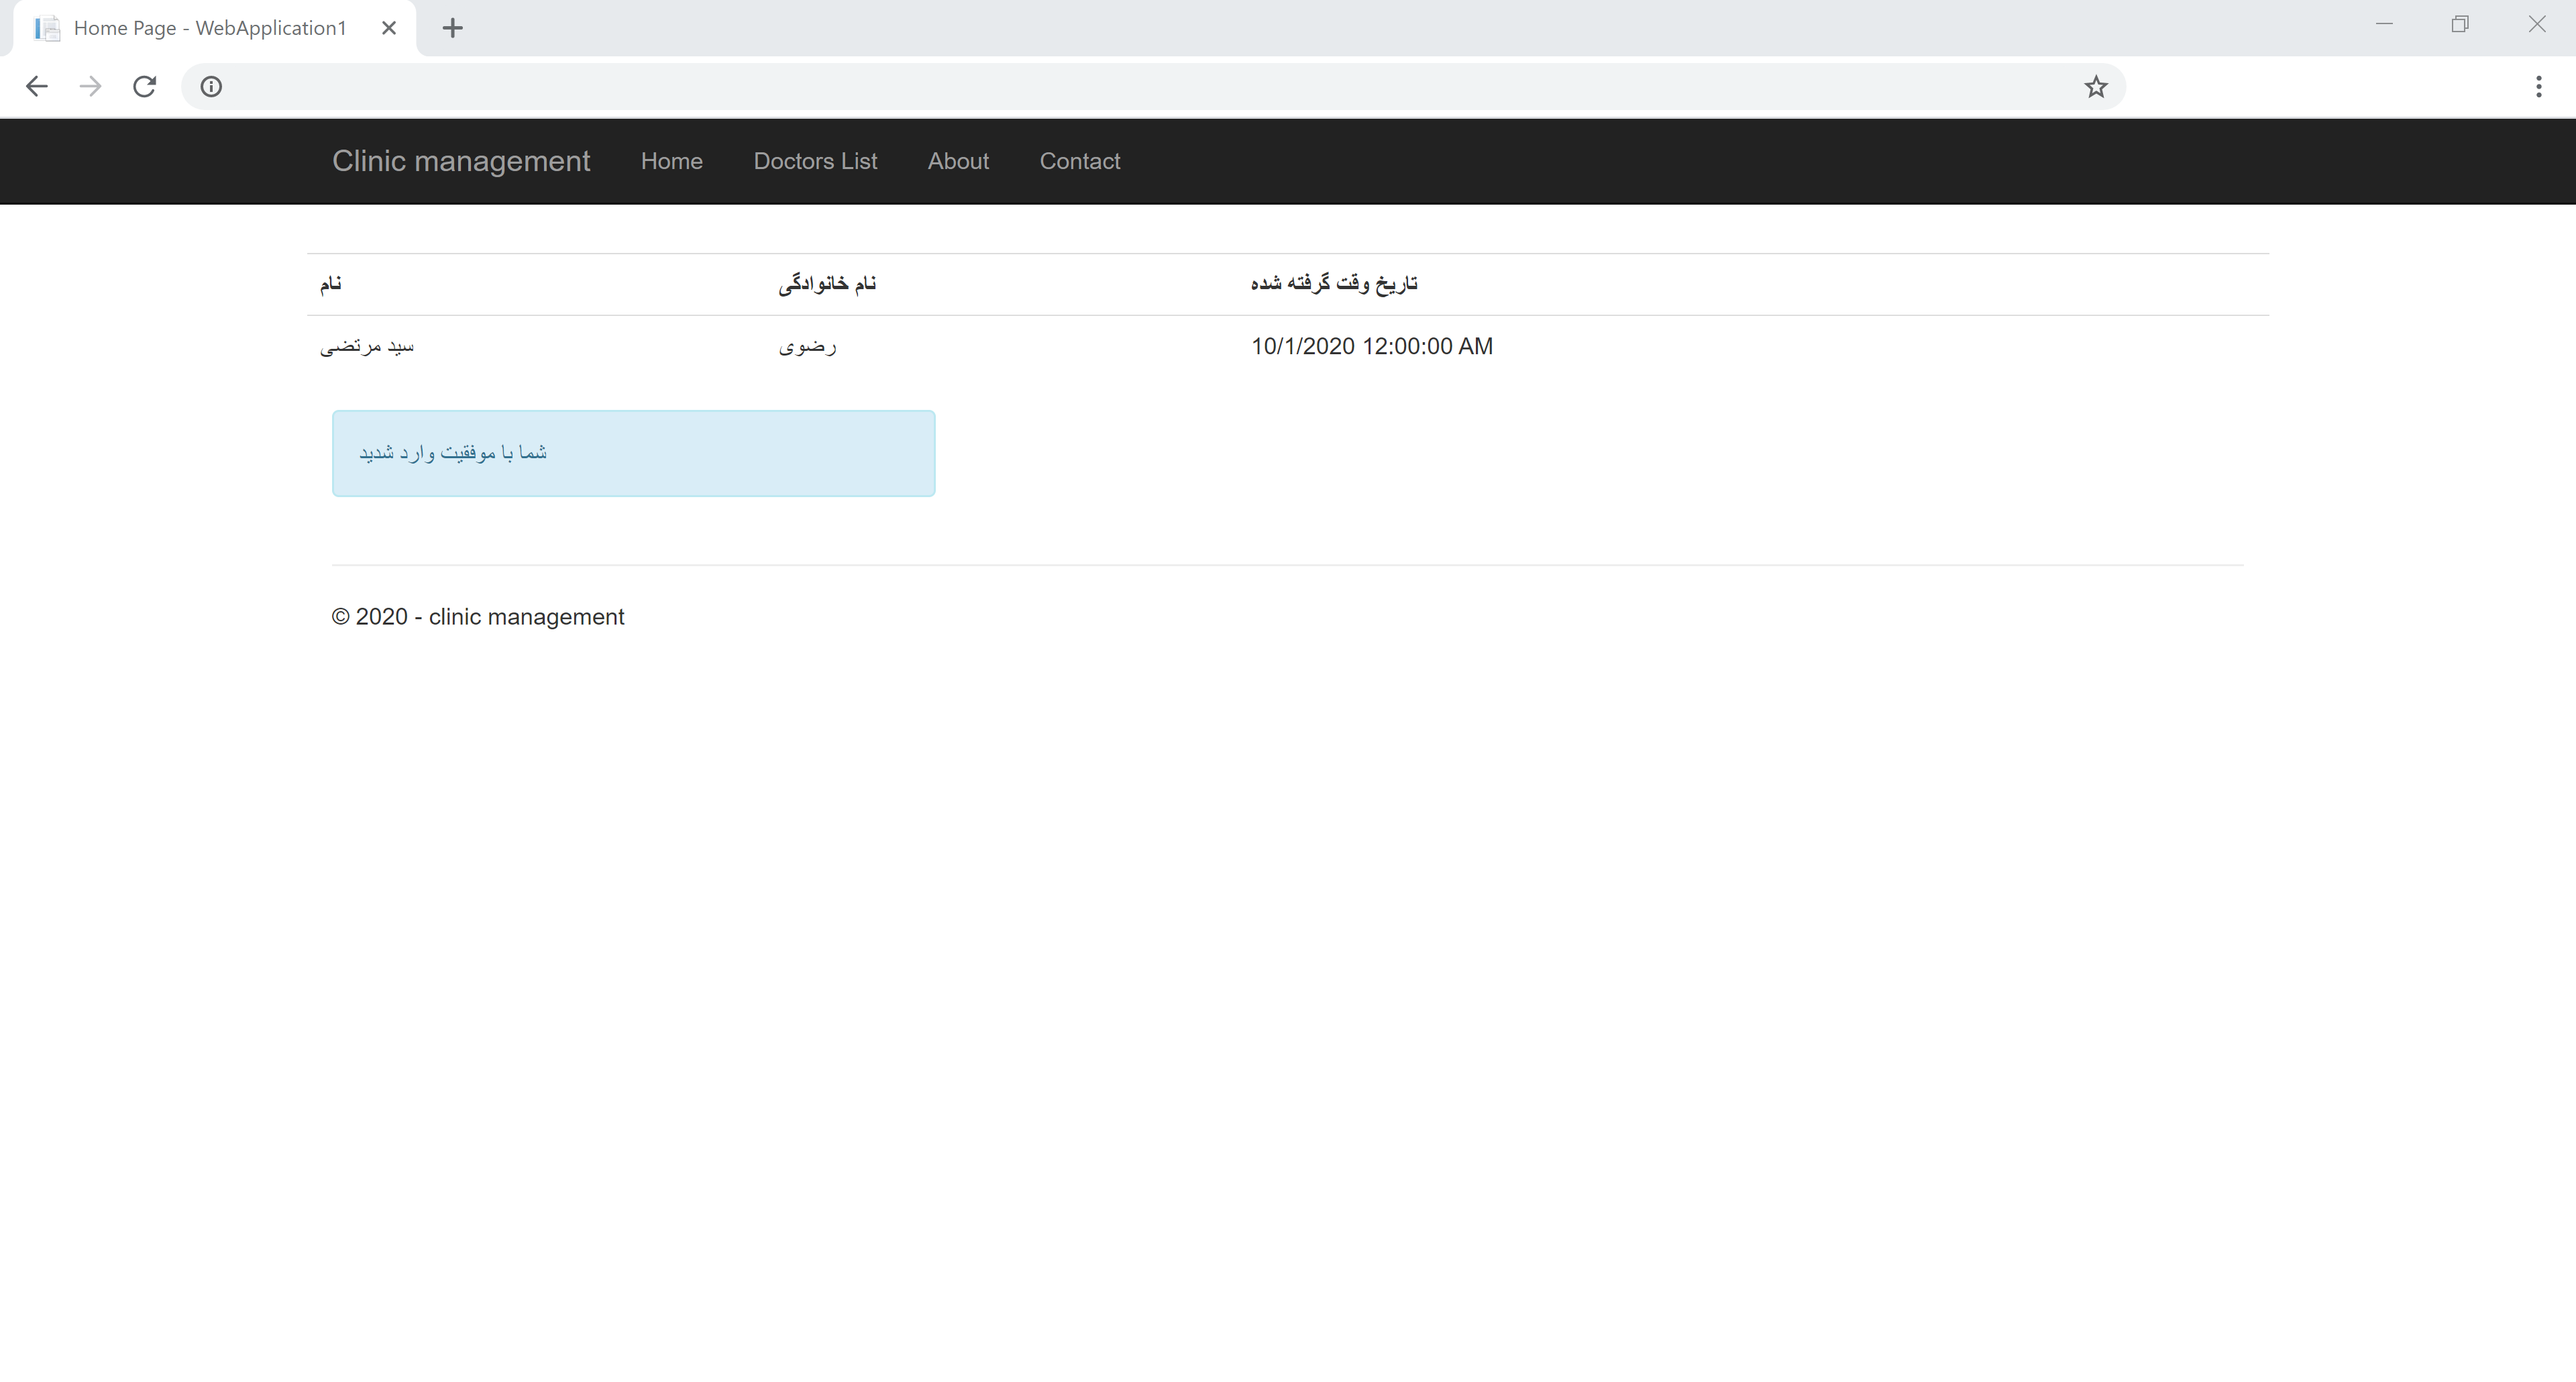 Home Page - WebApplication1
Clinic management Home Doctors List About Contact
نام نام خانوادگی تاریخ وقت گرفته شده
سید مرتضی رضوی 10/1/2020 12:00:00 AM
شما با موفقیت وارد شدید
© 2020 - clinic management